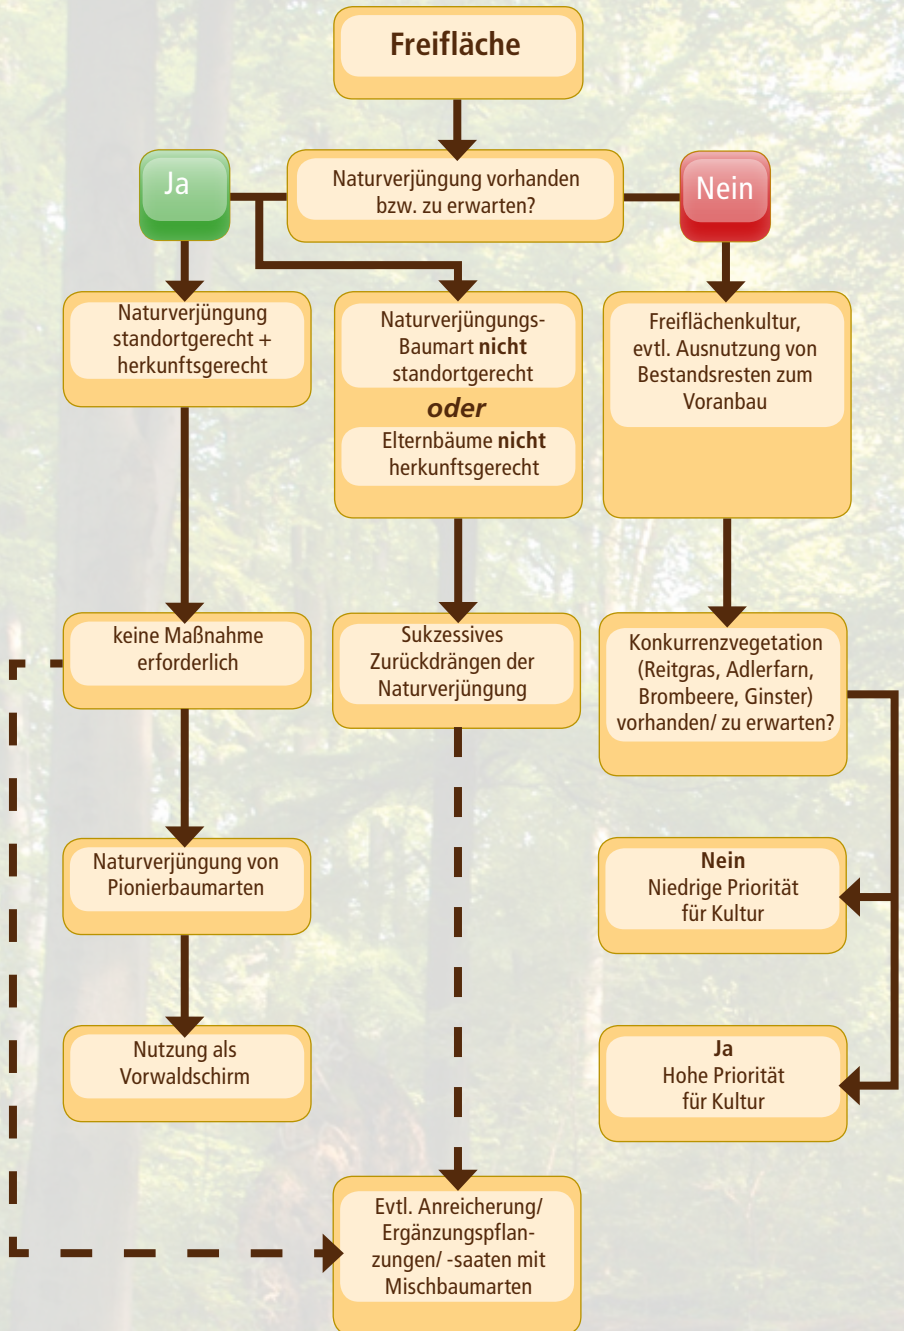 Freifläche
Ja
Naturverjüngung vorhanden
bzw. zu erwarten?
Nein
Naturverjüngung
standortgerecht +
herkunftsgerecht
Naturverjüngungs-
Baumart nicht
standortgerecht
oder
Elternbäume nicht
herkunftsgerecht
Freiflächenkultur,
evtl. Ausnutzung von
Bestandsresten zum
Voranbau
keine Maßnahme
erforderlich
Sukzessives
Zurückdrängen der
Naturverjüngung
Konkurrenzvegetation
(Reitgras, Adlerfarn,
Brombeere, Ginster)
vorhanden/ zu erwarten?
Naturverjüngung von
Pionierbaumarten
Nein
Niedrige Priorität
für Kultur
Nutzung als
Vorwaldschirm
Ja
Hohe Priorität
für Kultur
Evtl. Anreicherung/
Ergänzungspflan-
zungen/ -saaten mit
Mischbaumarten